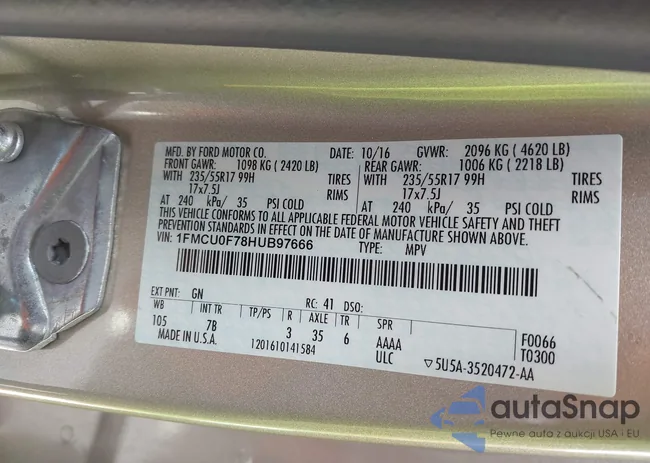 MFD. BY FORD MOTOR CO. DATE: 10/16 GVWR: 2096 KG ( 4620 LB)
FRONT GAWR: 1098 KG ( 2420 LB) REAR GAWR: 1006 KG ( 2218 LB)
WITH 235/55R17 99H TIRES WITH 235/55R17 99H TIRES
17x7.5J RIMS 17x7.5J RIMS
AT 240 kPa/ 35 PSI COLD AT 240 kPa/ 35 PSI COLD
THIS VEHICLE CONFORMS TO ALL APPLICABLE FEDERAL MOTOR VEHICLE SAFETY AND THEFT
PREVENTION STANDARDS IN EFFECT ON THE DATE OF MANUFACTURE SHOWN ABOVE.
VIN: 1FMCU0F78HUB97666 TYPE: MPV
EXT PNT: GN RC: 41 DSO:
WB INT TR TP/PS R AXLE TR SPR
105 7B 3 35 6 AAAA F0066
MADE IN U.S.A. 1201610141584 ULC T0300
▽5U5A-3520472-AA
autaSnap
Pewne auta z aukcji USA - EU